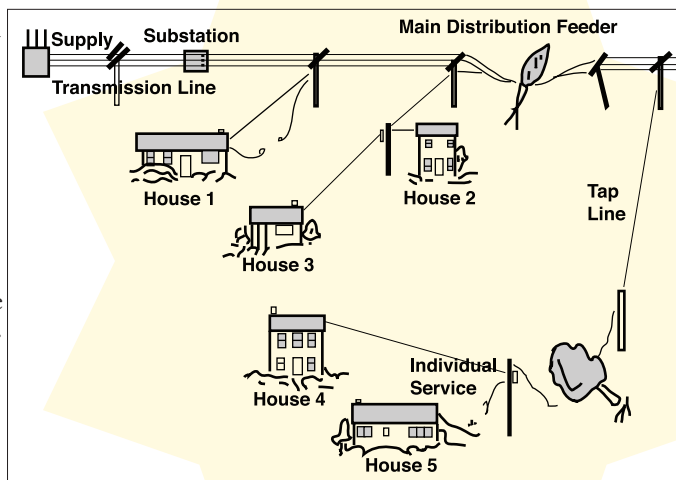 Main Distribution Feeder
Supply
Substation
Transmission Line
House 1
House 2
Tap
Line
House 3
Individual
Service
House 4
House 5